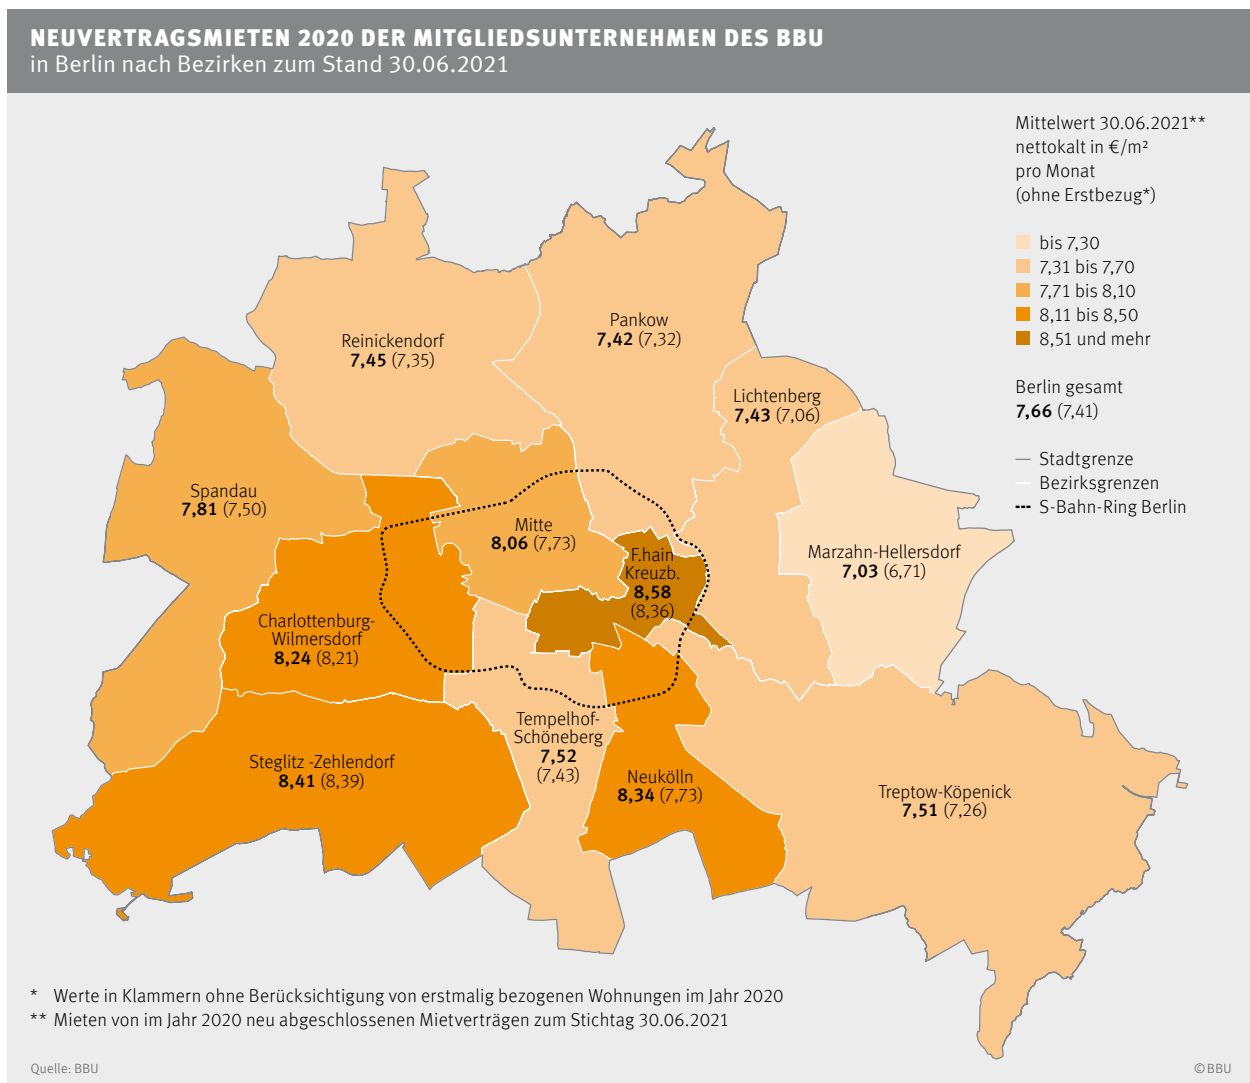 NEUVERTRAGSMIETEN 2020 DER MITGLIEDSUNTERNEHMEN DES BBU
in Berlin nach Bezirken zum Stand 30.06.2021
Mittelwert 30.06.2021**
nettokalt in €/m²
pro Monat
(ohne Erstbezug*)
bis 7,30
7,31 bis 7,70
7,71 bis 8,10
8,11 bis 8,50
8,51 und mehr
Berlin gesamt
7,66 (7,41)
Stadtgrenze
Bezirksgrenzen
S-Bahn-Ring Berlin
Pankow
7,42 (7,32)
Reinickendorf
7,45 (7,35)
Lichtenberg
7,43 (7,06)
Spandau
7,81 (7,50)
Mitte
8,06 (7,73)
Marzahn-Hellersdorf
7,03 (6,71)
F.hain
Kreuzb.
8,58
(8,36)
Charlottenburg-
Wilmersdorf
8,24 (8,21)
Tempelhof-
Schöneberg
7,52
(7,43)
Steglitz -Zehlendorf
8,41 (8,39)
Neukölln
8,34 (7,73)
Treptow-Köpenick
7,51 (7,26)
* Werte in Klammern ohne Berücksichtigung von erstmalig bezogenen Wohnungen im Jahr 2020
** Mieten von im Jahr 2020 neu abgeschlossenen Mietverträgen zum Stichtag 30.06.2021
Quelle: BBU
© BBU